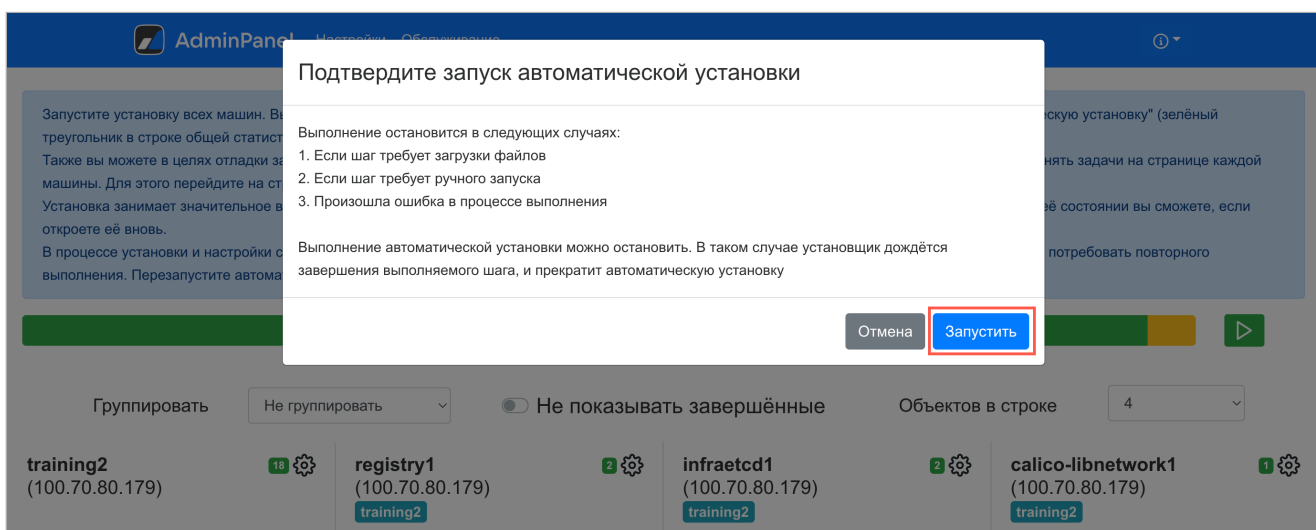 AdminPanel Настройки Обслуживание
Подтвердите запуск автоматической установки
Запустите установку всех машин. В
скую установку" (зелёный
треугольник в строке общей статист
Выполнение остановится в следующих случаях:
Также вы можете в целях отладки за
1. Если шаг требует загрузки файлов
нять задачи на странице каждой
машины. Для этого перейдите на ст
2. Если шаг требует ручного запуска
Установка занимает значительное в
3. Произошла ошибка в процессе выполнения
её состоянии вы сможете, если
откроете её вновь.
В процессе установки и настройки с
Выполнение автоматической установки можно остановить. В таком случае установщик дождётся
потребовать повторного
выполнения. Перезапустите автома
завершения выполняемого шага, и прекратит автоматическую установку
Отмена Запустить
Группировать Не группировать Не показывать завершённые Объектов в строке 4
training2 18 registry1 2 infraetcd1 2 calico-libnetwork1 1
(100.70.80.179) (100.70.80.179) (100.70.80.179) (100.70.80.179)
training2 training2 training2